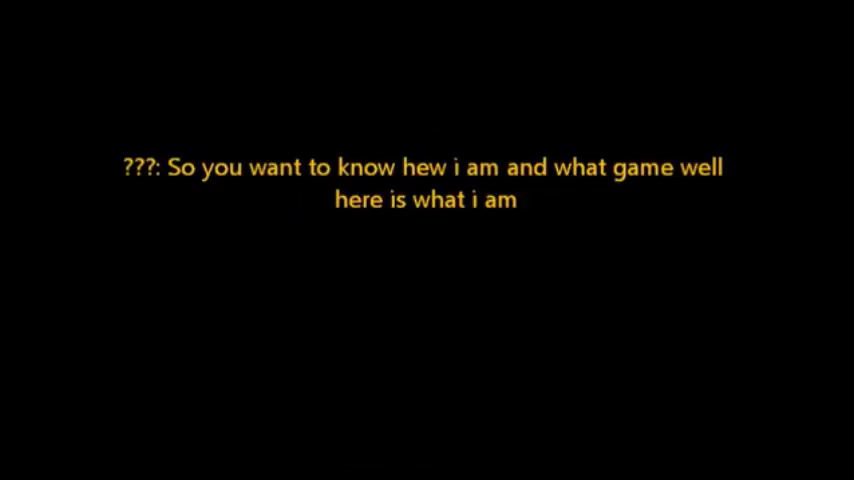 ???: So you want to know hew i am and what game well
here is what i am